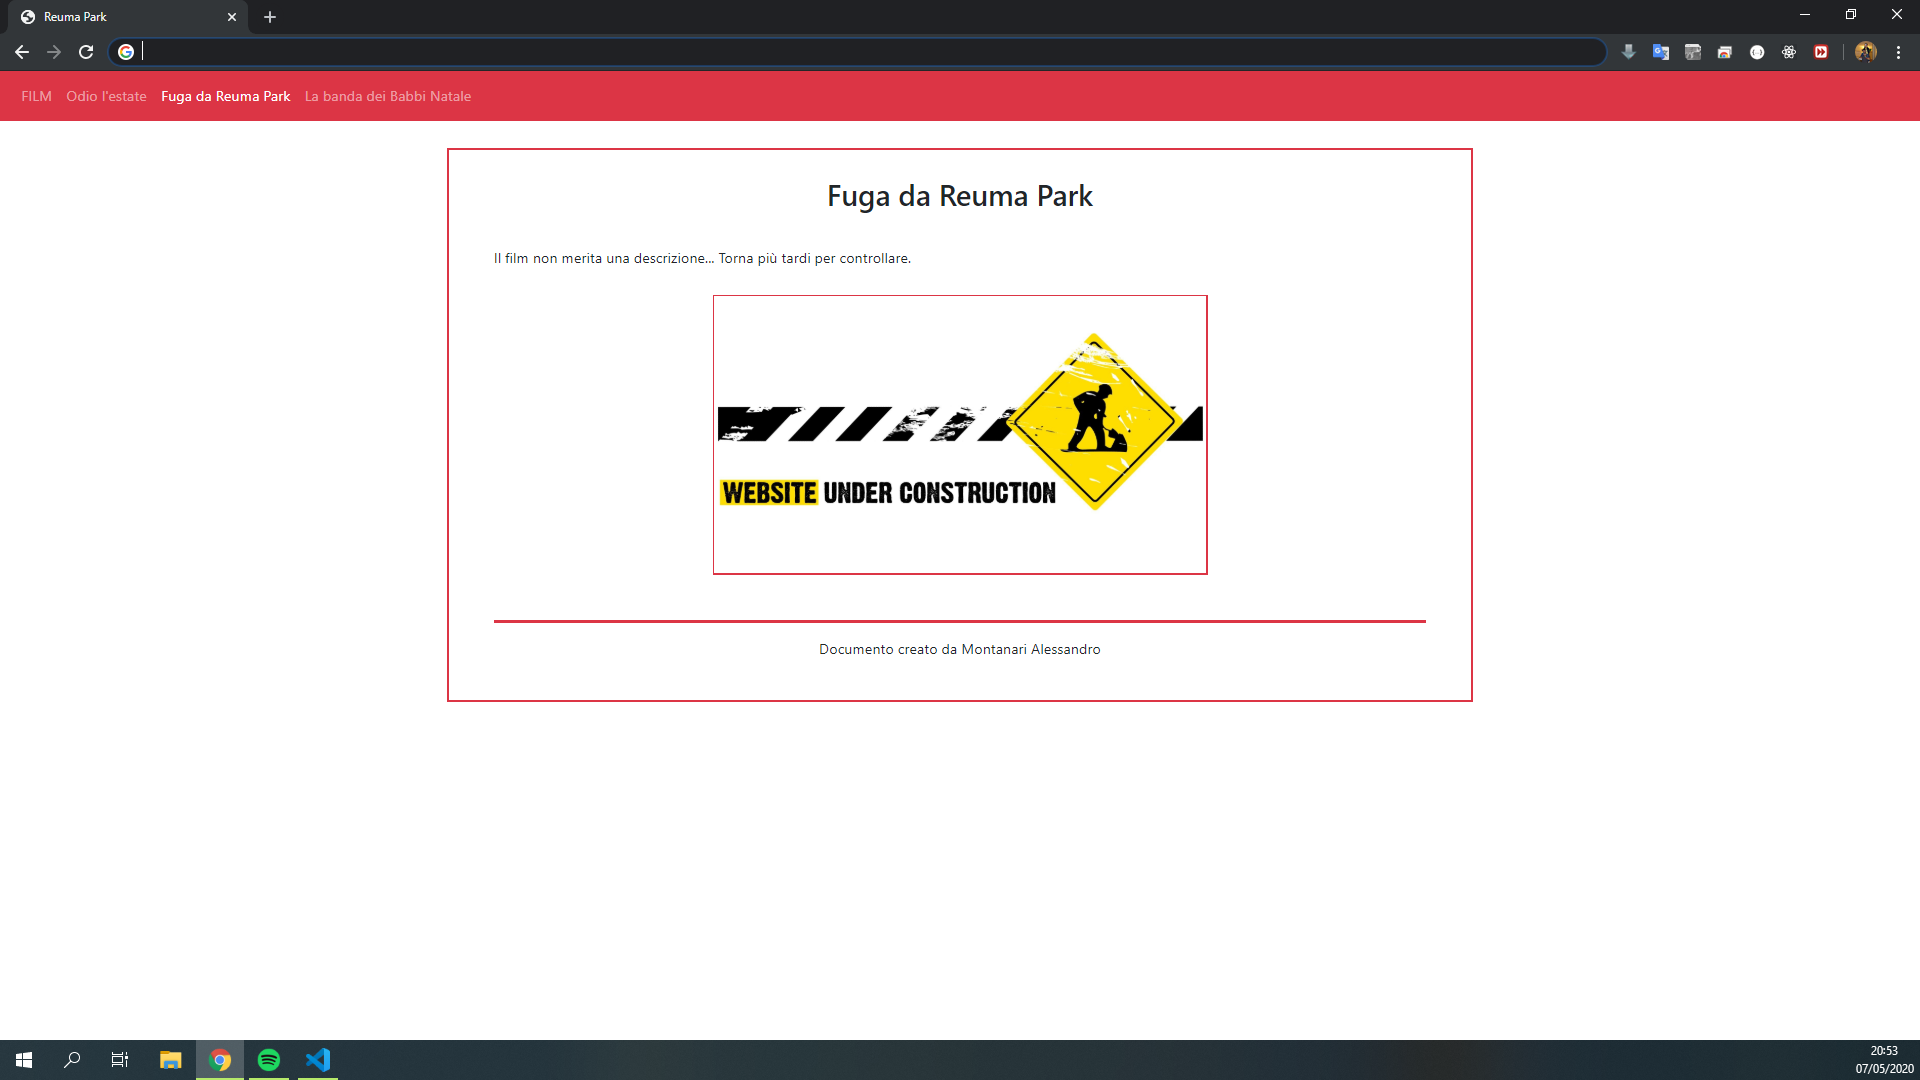 Reuma Park
FILM Odio l'estate Fuga da Reuma Park La banda dei Babbi Natale
Fuga da Reuma Park
Il film non merita una descrizione... Torna più tardi per controllare.
WEBSITE UNDER CONSTRUCTION
Documento creato da Montanari Alessandro
20:53
07/05/2020